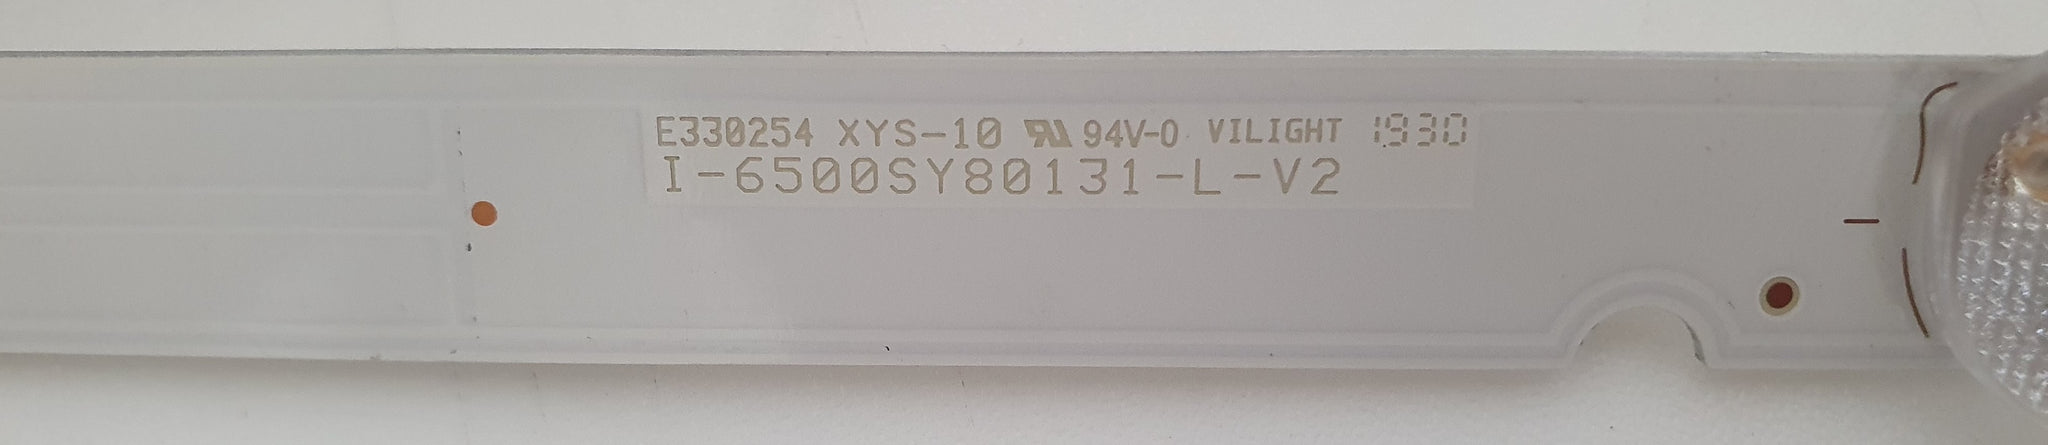 E330254 XYS-10 94V-0 VILIGHT 1930
I-6500SY80131-L-V2